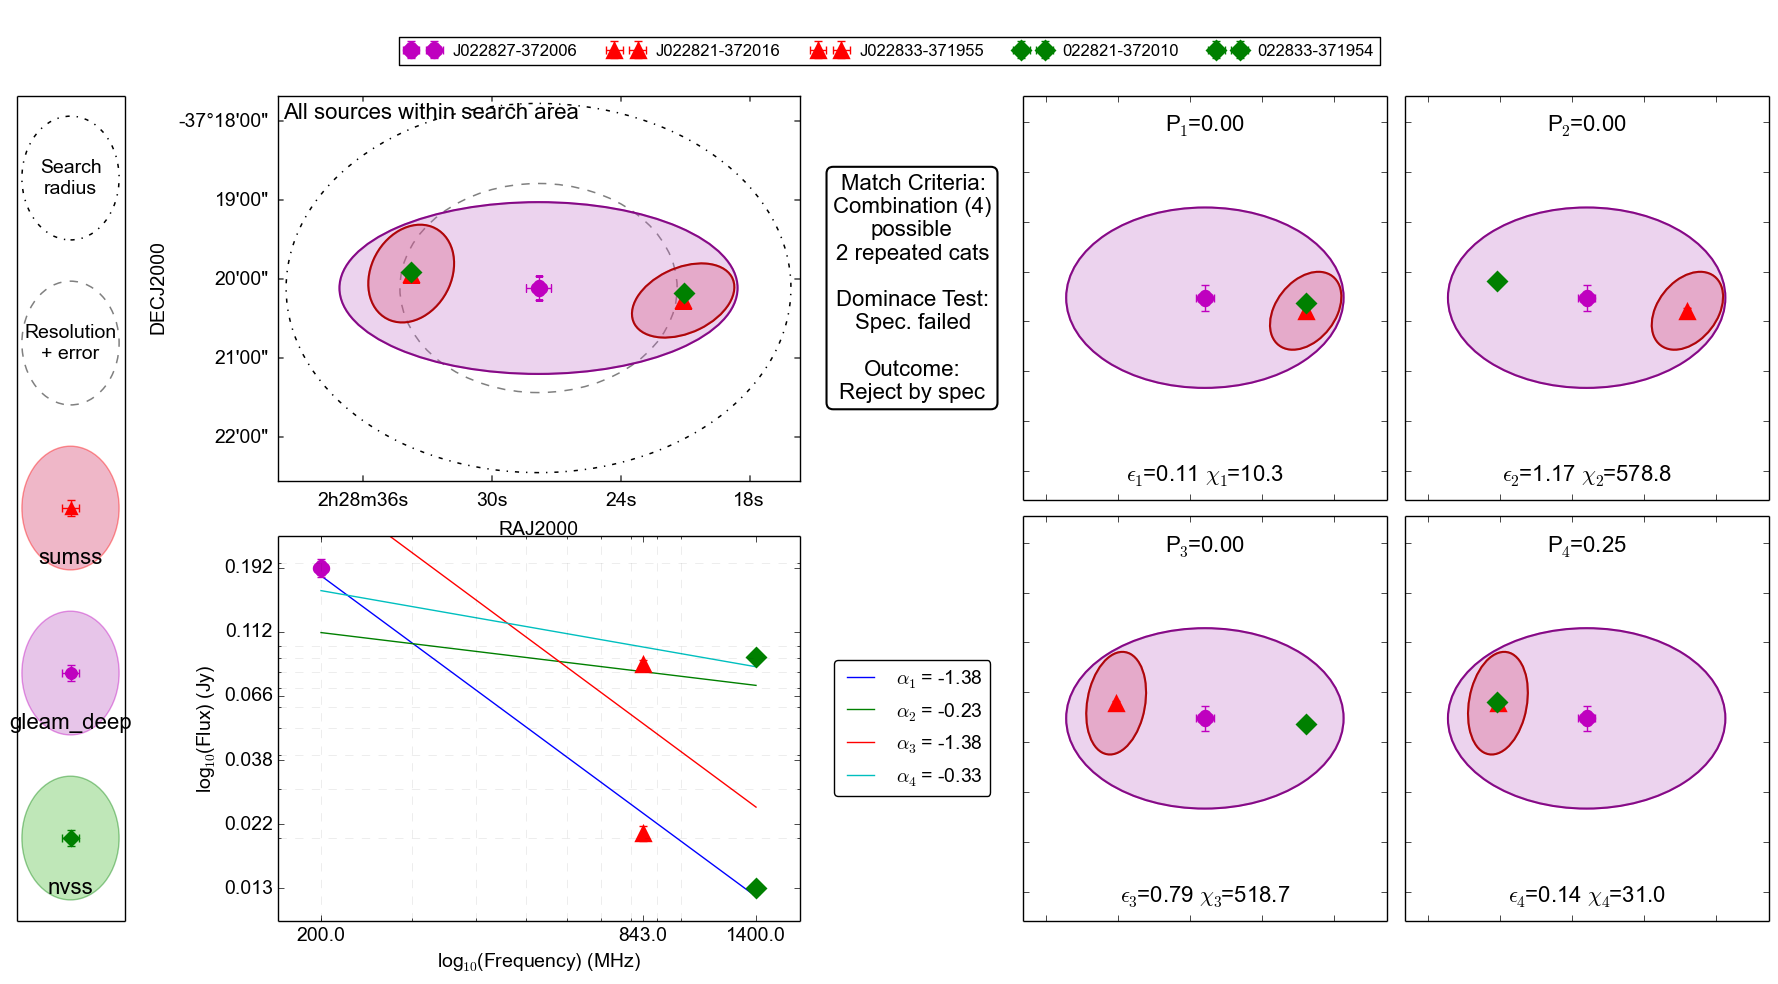 J022827-372006 J022821-372016 J022833-371955 022821-372010 022833-371954
Search
radius
Resolution
+ error
sumss
gleam_deep
nvss
All sources within search area
DECJ2000
-37°18'00"
19'00"
20'00"
21'00"
22'00"
2h28m36s 30s 24s 18s
RAJ2000
Match Criteria:
Combination (4)
possible
2 repeated cats
Dominace Test:
Spec. failed
Outcome:
Reject by spec
P1=0.00
ϵ1=0.11 χ1=10.3
P2=0.00
ϵ2=1.17 χ2=578.8
log10(Flux) (Jy)
0.192
0.112
0.066
0.038
0.022
0.013
200.0 843.0 1400.0
log10(Frequency) (MHz)
α1 = -1.38
α2 = -0.23
α3 = -1.38
α4 = -0.33
P3=0.00
ϵ3=0.79 χ3=518.7
P4=0.25
ϵ4=0.14 χ4=31.0